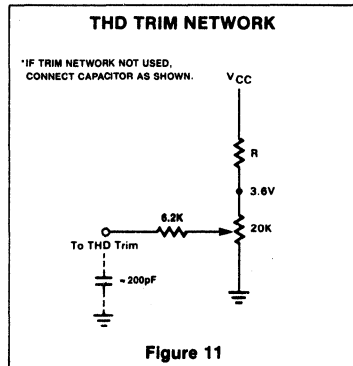 THD TRIM NETWORK
*IF TRIM NETWORK NOT USED,
CONNECT CAPACITOR AS SHOWN.
VCC
R
3.6V
6.2K
20K
To THD Trim
~200pF
Figure 11